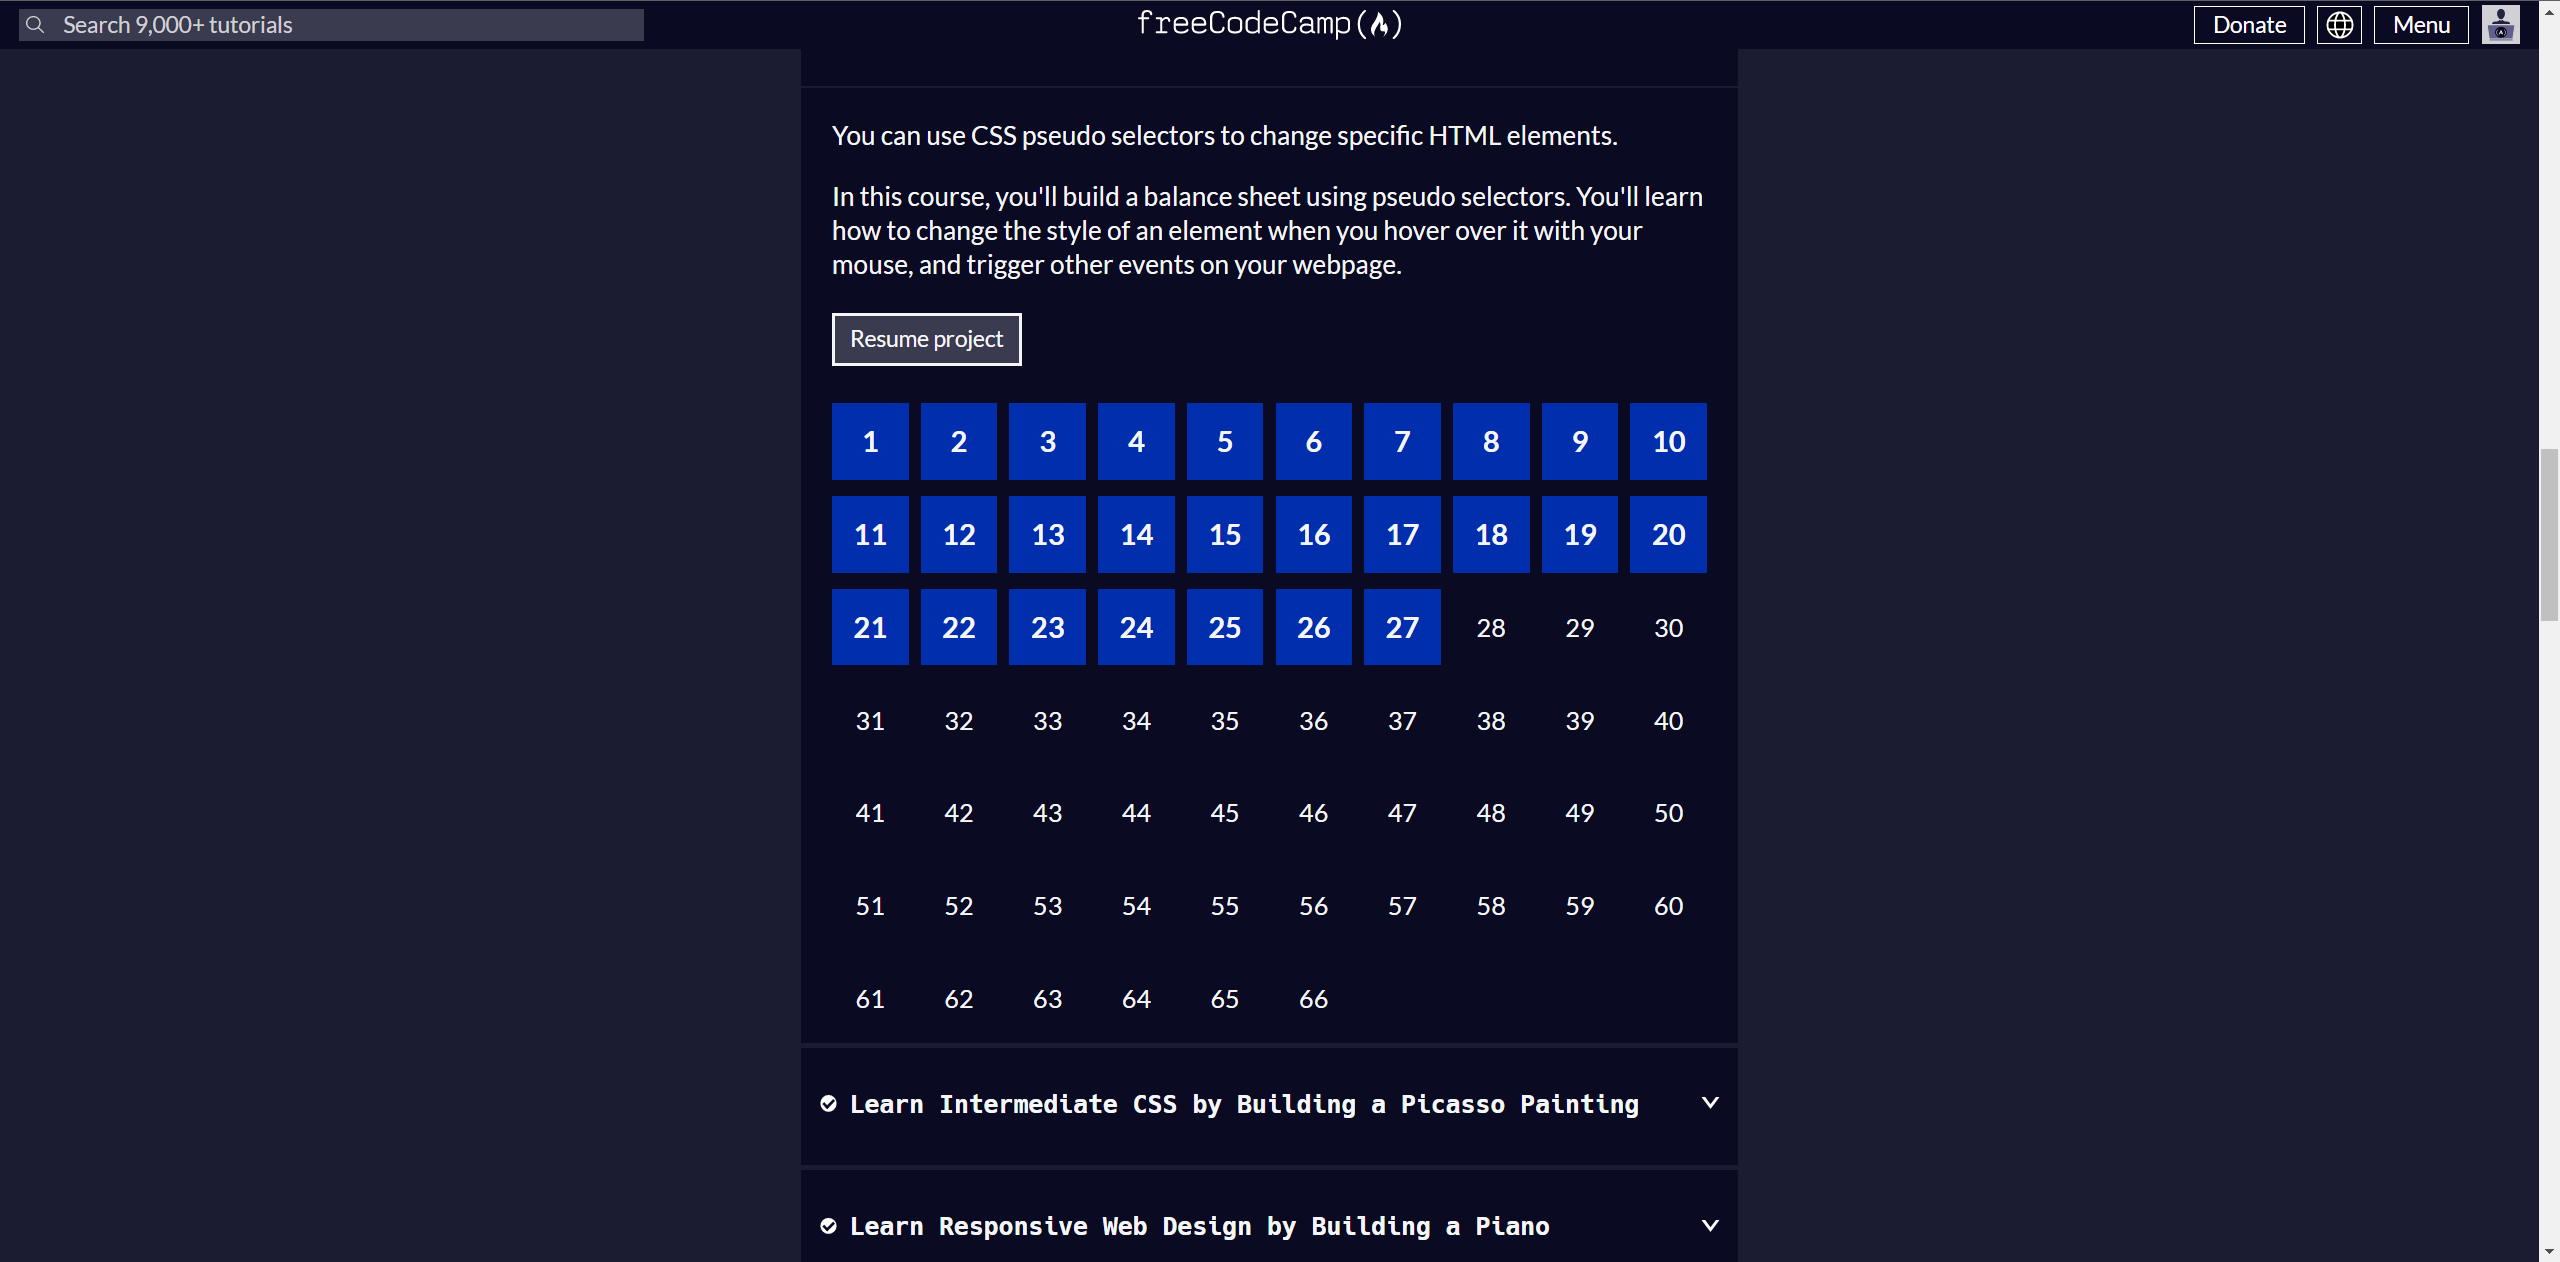 Search 9,000+ tutorials
freeCodeCamp
Donate
Menu
You can use CSS pseudo selectors to change specific HTML elements.
In this course, you'll build a balance sheet using pseudo selectors. You'll learn
how to change the style of an element when you hover over it with your
mouse, and trigger other events on your webpage.
Resume project
1 2 3 4 5 6 7 8 9 10
11 12 13 14 15 16 17 18 19 20
21 22 23 24 25 26 27 28 29 30
31 32 33 34 35 36 37 38 39 40
41 42 43 44 45 46 47 48 49 50
51 52 53 54 55 56 57 58 59 60
61 62 63 64 65 66
Learn Intermediate CSS by Building a Picasso Painting
Learn Responsive Web Design by Building a Piano